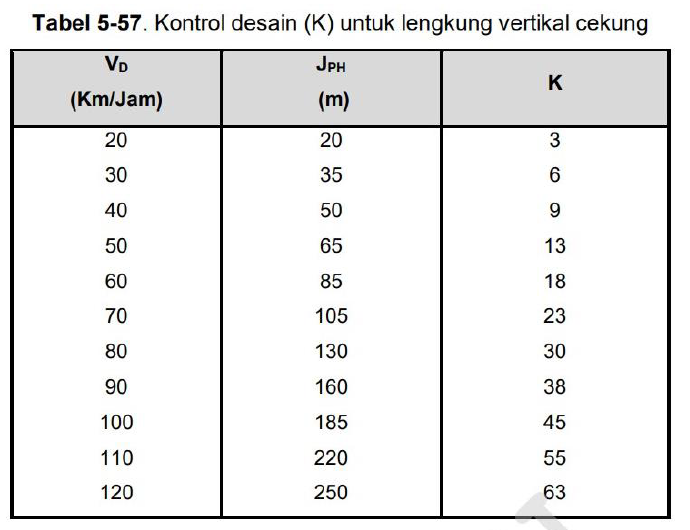 Tabel 5-57. Kontrol desain (K) untuk lengkung vertikal cekung
V_D J_PH K
(Km/Jam) (m)
20 20 3
30 35 6
40 50 9
50 65 13
60 85 18
70 105 23
80 130 30
90 160 38
100 185 45
110 220 55
120 250 63